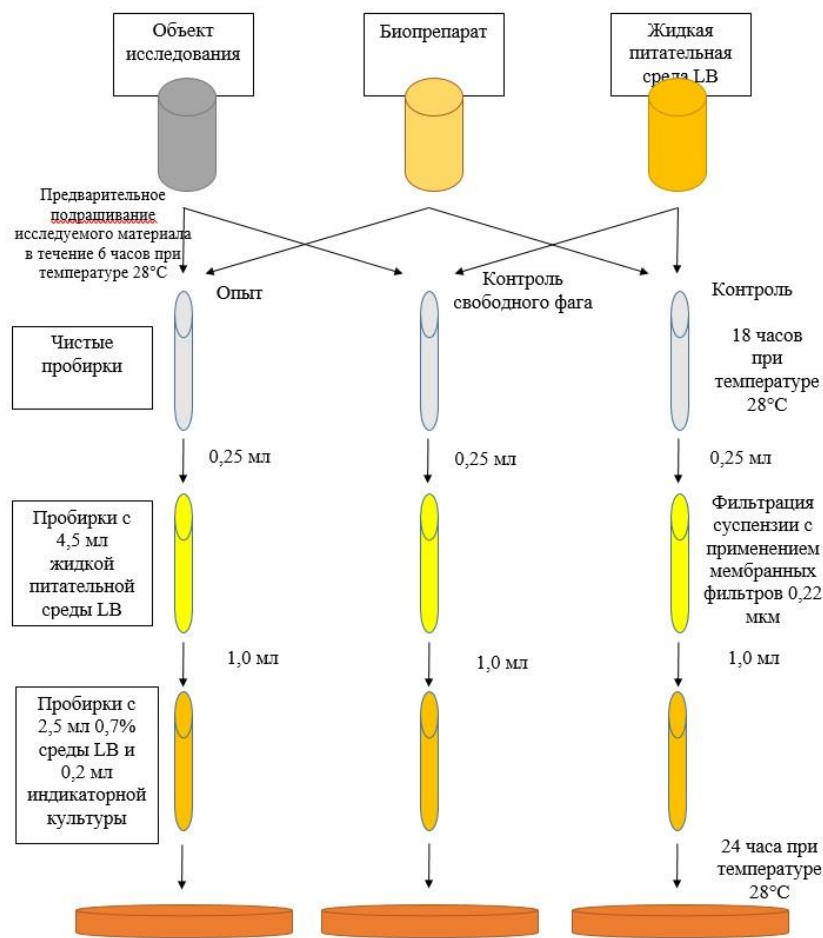 Объект
исследования
Биопрепарат
Жидкая
питательная
среда LB
Предварительное
подращивание
исследуемого материала
в течение 6 часов при
температуре 28°С
Опыт
Контроль
свободного фага
Контроль
Чистые
пробирки
18 часов
при
температуре
28°С
0,25 мл
0,25 мл
0,25 мл
Пробирки с
4,5 мл
жидкой
питательной
среды LB
Фильтрация
суспензии с
применением
мембранных
фильтров 0,22
мкм
1,0 мл
1,0 мл
1,0 мл
Пробирки с
2,5 мл 0,7%
среды LB и
0,2 мл
индикаторной
культуры
24 часа при
температуре
28°С